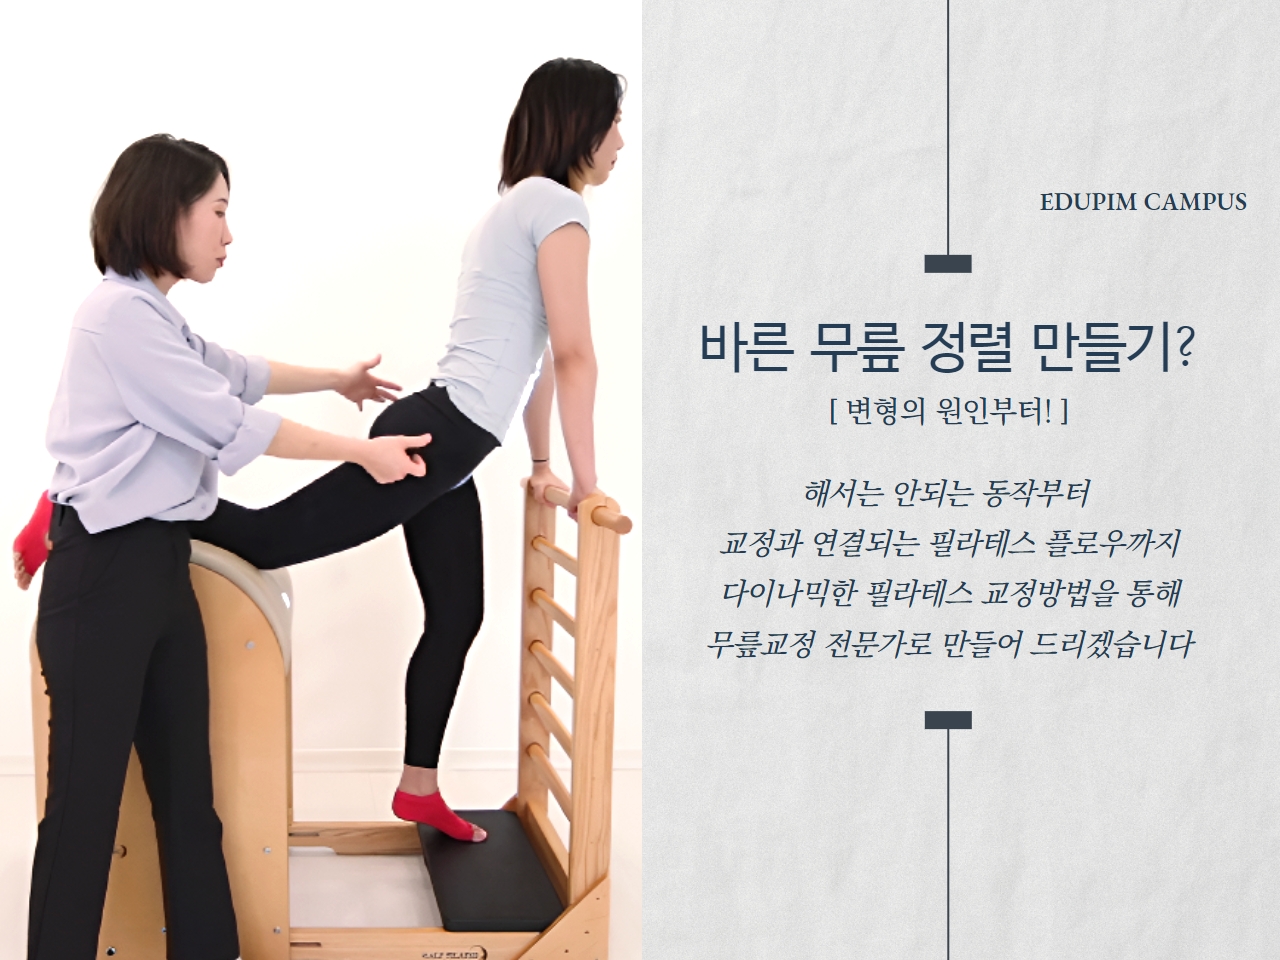 EDUPIM CAMPUS
바른 무릎 정렬 만들기?
[ 변형의 원인부터! ]
해서는 안되는 동작부터
교정과 연결되는 필라테스 플로우까지
다이나믹한 필라테스 교정방법을 통해
무릎교정 전문가로 만들어 드리겠습니다